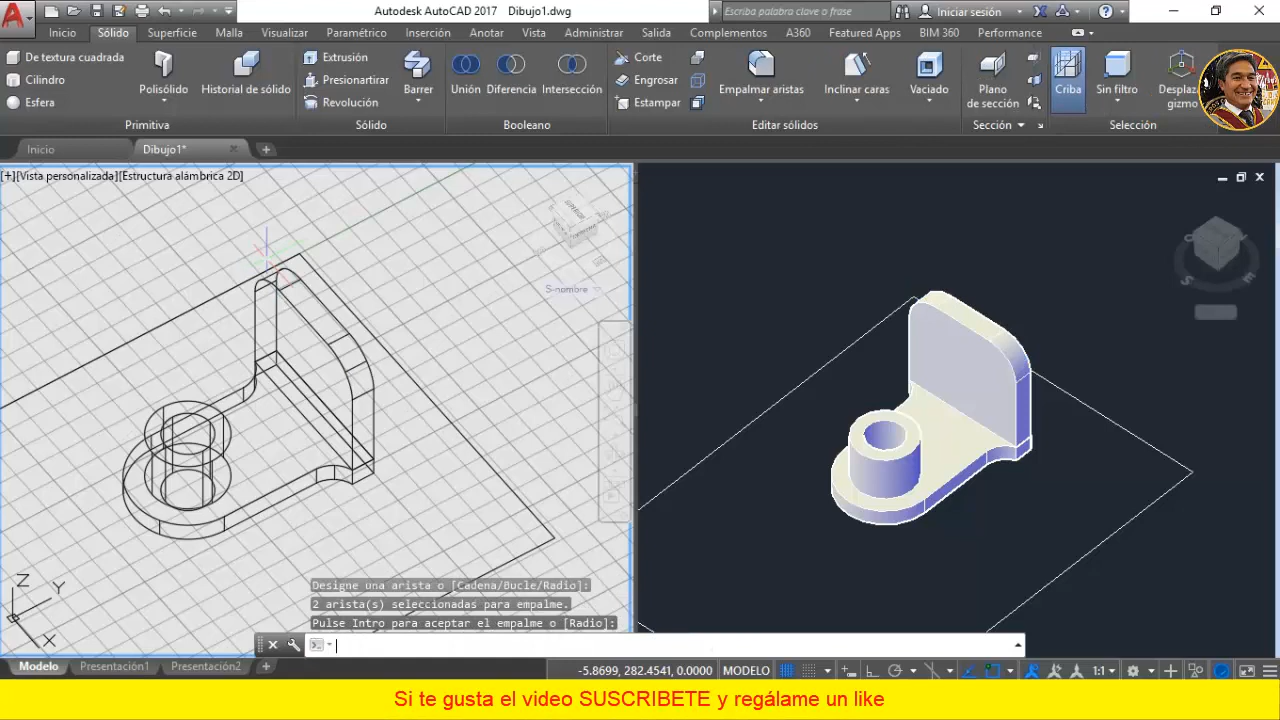 Autodesk AutoCAD 2017 Dibujo1.dwg
Escriba palabra clave o frase
Iniciar sesión
Inicio Sólido Superficie Malla Visualizar Paramétrico Inserción Anotar Vista Administrar Salida Complementos A360 Featured Apps BIM 360 Performance
De textura cuadrada
Cilindro
Esfera
Polisólido
Historial de sólido
Primitiva
Extrusión
Presionartirar
Revolución
Barrer
Sólido
Unión Diferencia Intersección
Booleano
Corte
Engrosar
Estampar
Empalmar aristas
Inclinar caras
Vaciado
Editar sólidos
Plano
de sección
Sección
Criba
Sin filtro
Desplaz
gizmo
Selección
Inicio
Dibujo1*
[+][Vista personalizada][Estructura alámbrica 2D]
S-nombre
S
E
Z
Y
X
Designe una arista o [Cadena/Bucle/Radio]:
2 arista(s) seleccionadas para empalme.
Pulse Intro para aceptar el empalme o [Radio]:
Modelo Presentación1 Presentación2
-5.8699, 282.4541, 0.0000 MODELO
1:1
Si te gusta el video SUSCRIBETE y regálame un like